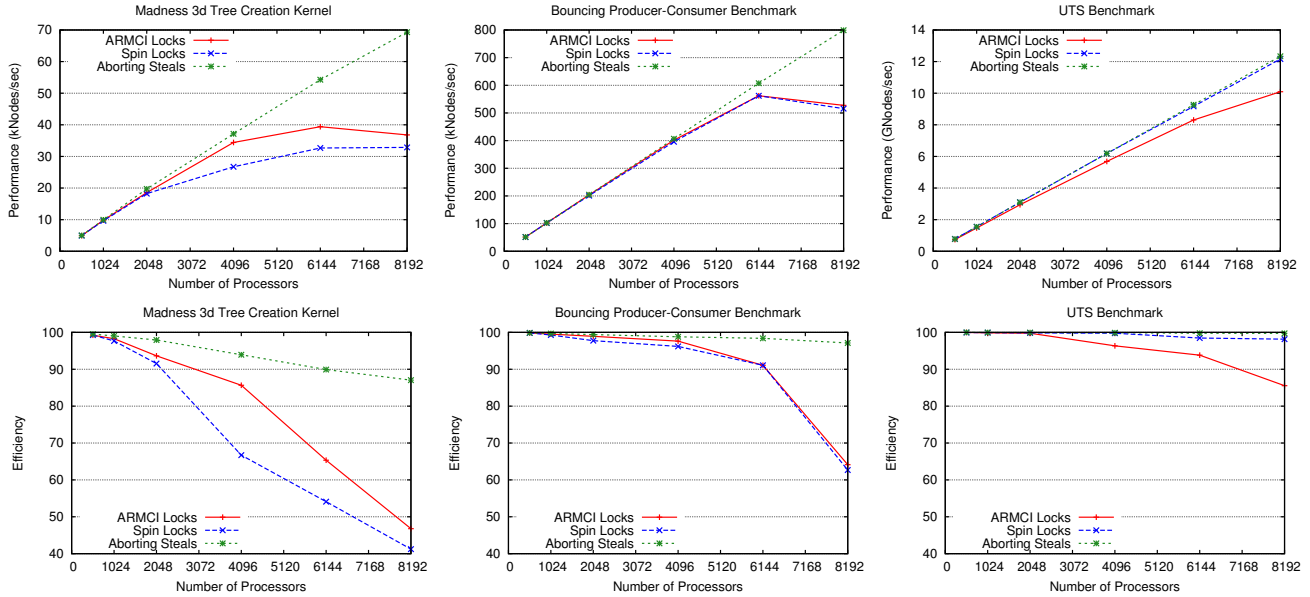 Madness 3d Tree Creation Kernel
Performance (kNodes/sec)
70
60
50
40
30
20
10
0
ARMCI Locks
Spin Locks
Aborting Steals
0 1024 2048 3072 4096 5120 6144 7168 8192
Number of Processors
Bouncing Producer-Consumer Benchmark
Performance (kNodes/sec)
800
700
600
500
400
300
200
100
0
ARMCI Locks
Spin Locks
Aborting Steals
0 1024 2048 3072 4096 5120 6144 7168 8192
Number of Processors
UTS Benchmark
Performance (GNodes/sec)
14
12
10
8
6
4
2
0
ARMCI Locks
Spin Locks
Aborting Steals
0 1024 2048 3072 4096 5120 6144 7168 8192
Number of Processors
Madness 3d Tree Creation Kernel
Efficiency
100
90
80
70
60
50
40
ARMCI Locks
Spin Locks
Aborting Steals
0 1024 2048 3072 4096 5120 6144 7168 8192
Number of Processors
Bouncing Producer-Consumer Benchmark
Efficiency
100
90
80
70
60
50
40
ARMCI Locks
Spin Locks
Aborting Steals
0 1024 2048 3072 4096 5120 6144 7168 8192
Number of Processors
UTS Benchmark
Efficiency
100
90
80
70
60
50
40
ARMCI Locks
Spin Locks
Aborting Steals
0 1024 2048 3072 4096 5120 6144 7168 8192
Number of Processors